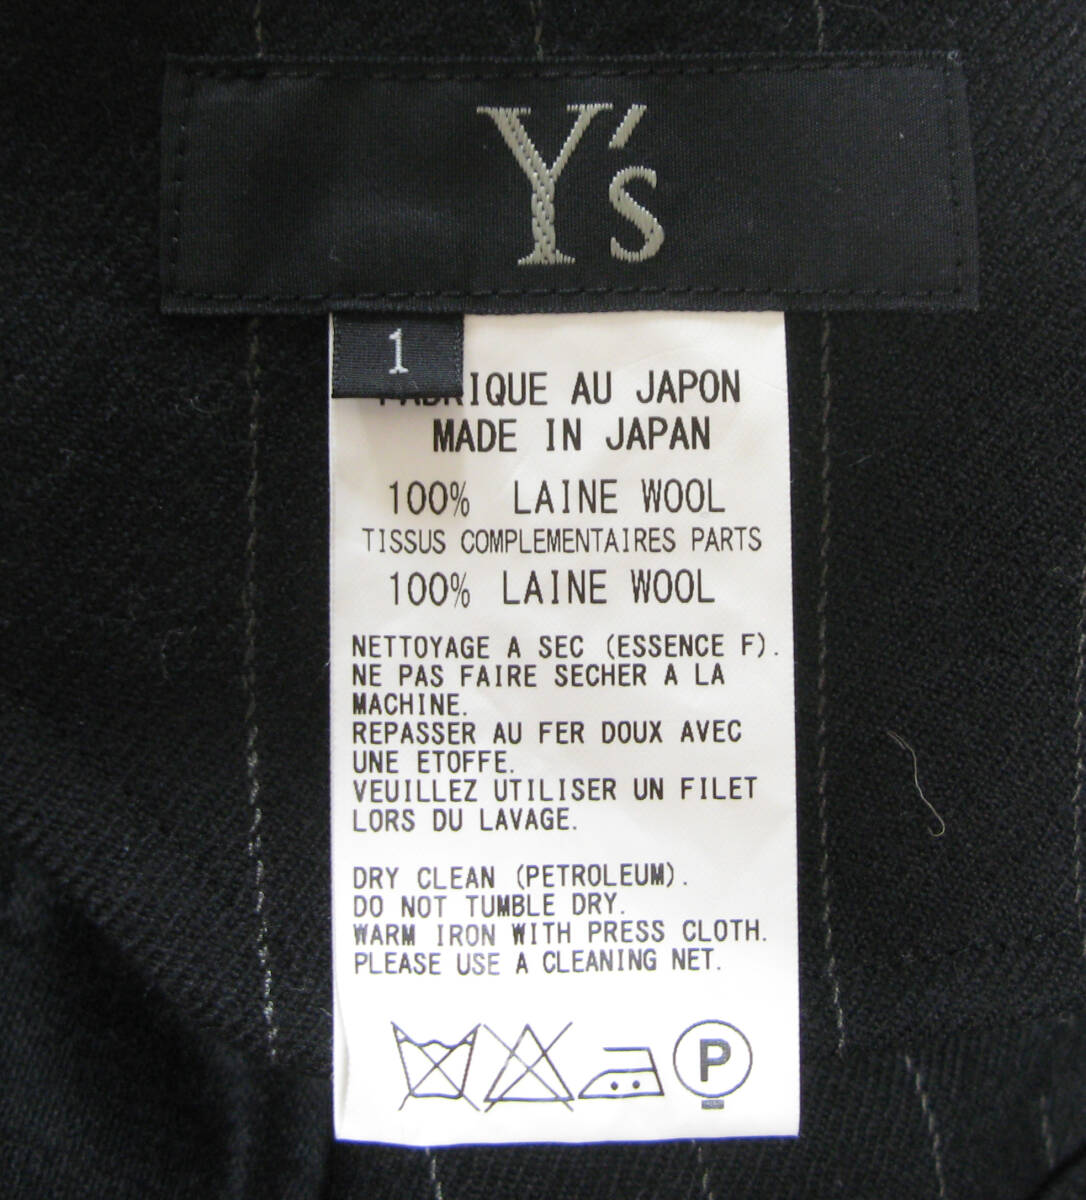 Y's
1
FABRIQUE AU JAPON
MADE IN JAPAN
100% LAINE WOOL
TISSUS COMPLEMENTAIRES PARTS
100% LAINE WOOL
NETTOYAGE A SEC (ESSENCE F).
NE PAS FAIRE SECHER A LA
MACHINE.
REPASSER AU FER DOUX AVEC
UNE ETOFFE.
VEUILLEZ UTILISER UN FILET
LORS DU LAVAGE.
DRY CLEAN (PETROLEUM).
DO NOT TUMBLE DRY.
WARM IRON WITH PRESS CLOTH.
PLEASE USE A CLEANING NET.
P